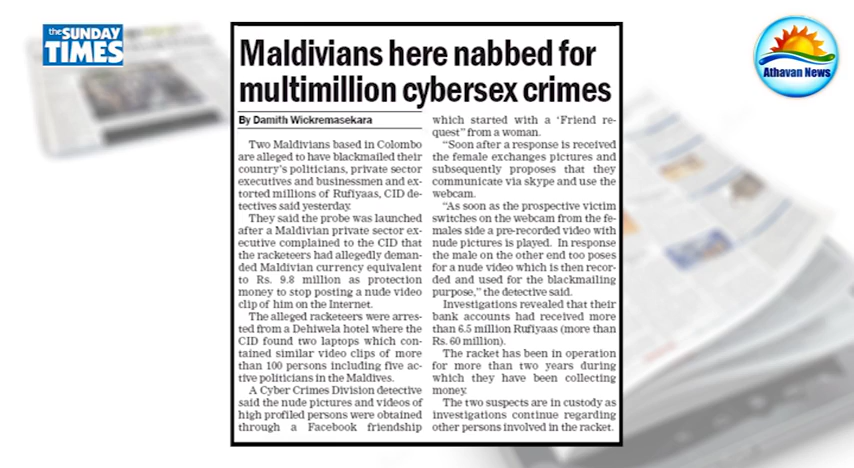 the SUNDAY
TIMES
Athavan News
Maldivians here nabbed for
multimillion cybersex crimes
By Damith Wickremasekara
Two Maldivians based in Colombo
are alleged to have blackmailed their
country's politicians, private sector
executives and businessmen and ex-
torted millions of Rufiyaas, CID de-
tectives said yesterday.
They said the probe was launched
after a Maldivian private sector ex-
ecutive complained to the CID that
the racketeers had allegedly deman-
ded Maldivian currency equivalent
to Rs. 9.8 million as protection
money to stop posting a nude video
clip of him on the Internet.
The alleged racketeers were arres-
ted from a Dehiwela hotel where the
CID found two laptops which con-
tained similar video clips of more
than 100 persons including five ac-
tive politicians in the Maldives.
A Cyber Crimes Division detective
said the nude pictures and videos of
high profiled persons were obtained
through a Facebook friendship
which started with a 'Friend re-
quest" from a woman.
"Soon after a response is received
the female exchanges pictures and
subsequently proposes that they
communicate via skype and use the
webcam.
"As soon as the prospective victim
switches on the webcam from the fe-
males side a pre-recorded video with
nude pictures is played. In response
the male on the other end too poses
for a nude video which is then recor-
ded and used for the blackmailing
purpose," the detective said.
Investigations revealed that their
bank accounts had received more
than 6.5 million Rufiyaas (more than
Rs. 60 million).
The racket has been in operation
for more than two years during
which they have been collecting
money.
The two suspects are in custody as
investigations continue regarding
other persons involved in the racket.